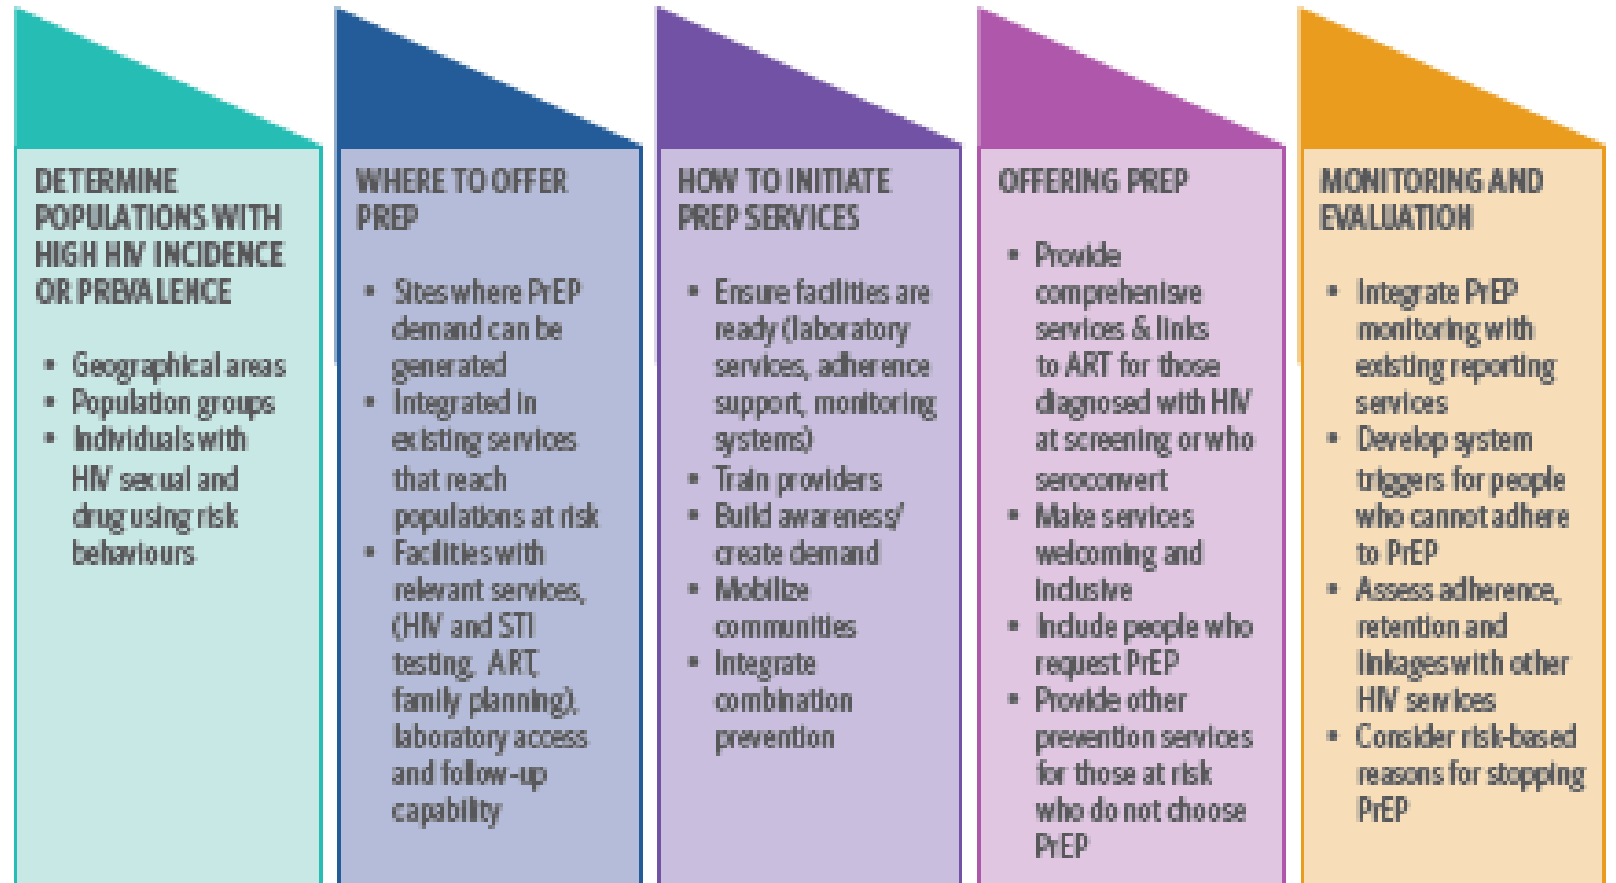 DETERMINE
POPULATIONS WITH
HIGH HIV INCIDENCE
OR PREVALENCE
• Geographical areas
• Population groups
• Individuals with
HIV sexual and
drug using risk
behaviours
WHERE TO OFFER
PREP
• Sites where PrEP
demand can be
generated
• Integrated in
existing services
that reach
populations at risk
• Facilities with
relevant services,
(HIV and STI
testing, ART,
family planning),
laboratory access
and follow-up
capability
HOW TO INITIATE
PREP SERVICES
• Ensure facilities are
ready (laboratory
services, adherence
support, monitoring
systems)
• Train providers
• Build awareness/
create demand
• Mobilize
communities
• Integrate
combination
prevention
OFFERING PREP
• Provide
comprehenisve
services & links
to ART for those
diagnosed with HIV
at screening or who
seroconvert
• Make services
welcoming and
inclusive
• Include people who
request PrEP
• Provide other
prevention services
for those at risk
who do not choose
PrEP
MONITORING AND
EVALUATION
• Integrate PrEP
monitoring with
existing reporting
services
• Develop system
triggers for people
who cannot adhere
to PrEP
• Assess adherence,
retention and
linkages with other
HIV services
• Consider risk-based
reasons for stopping
PrEP